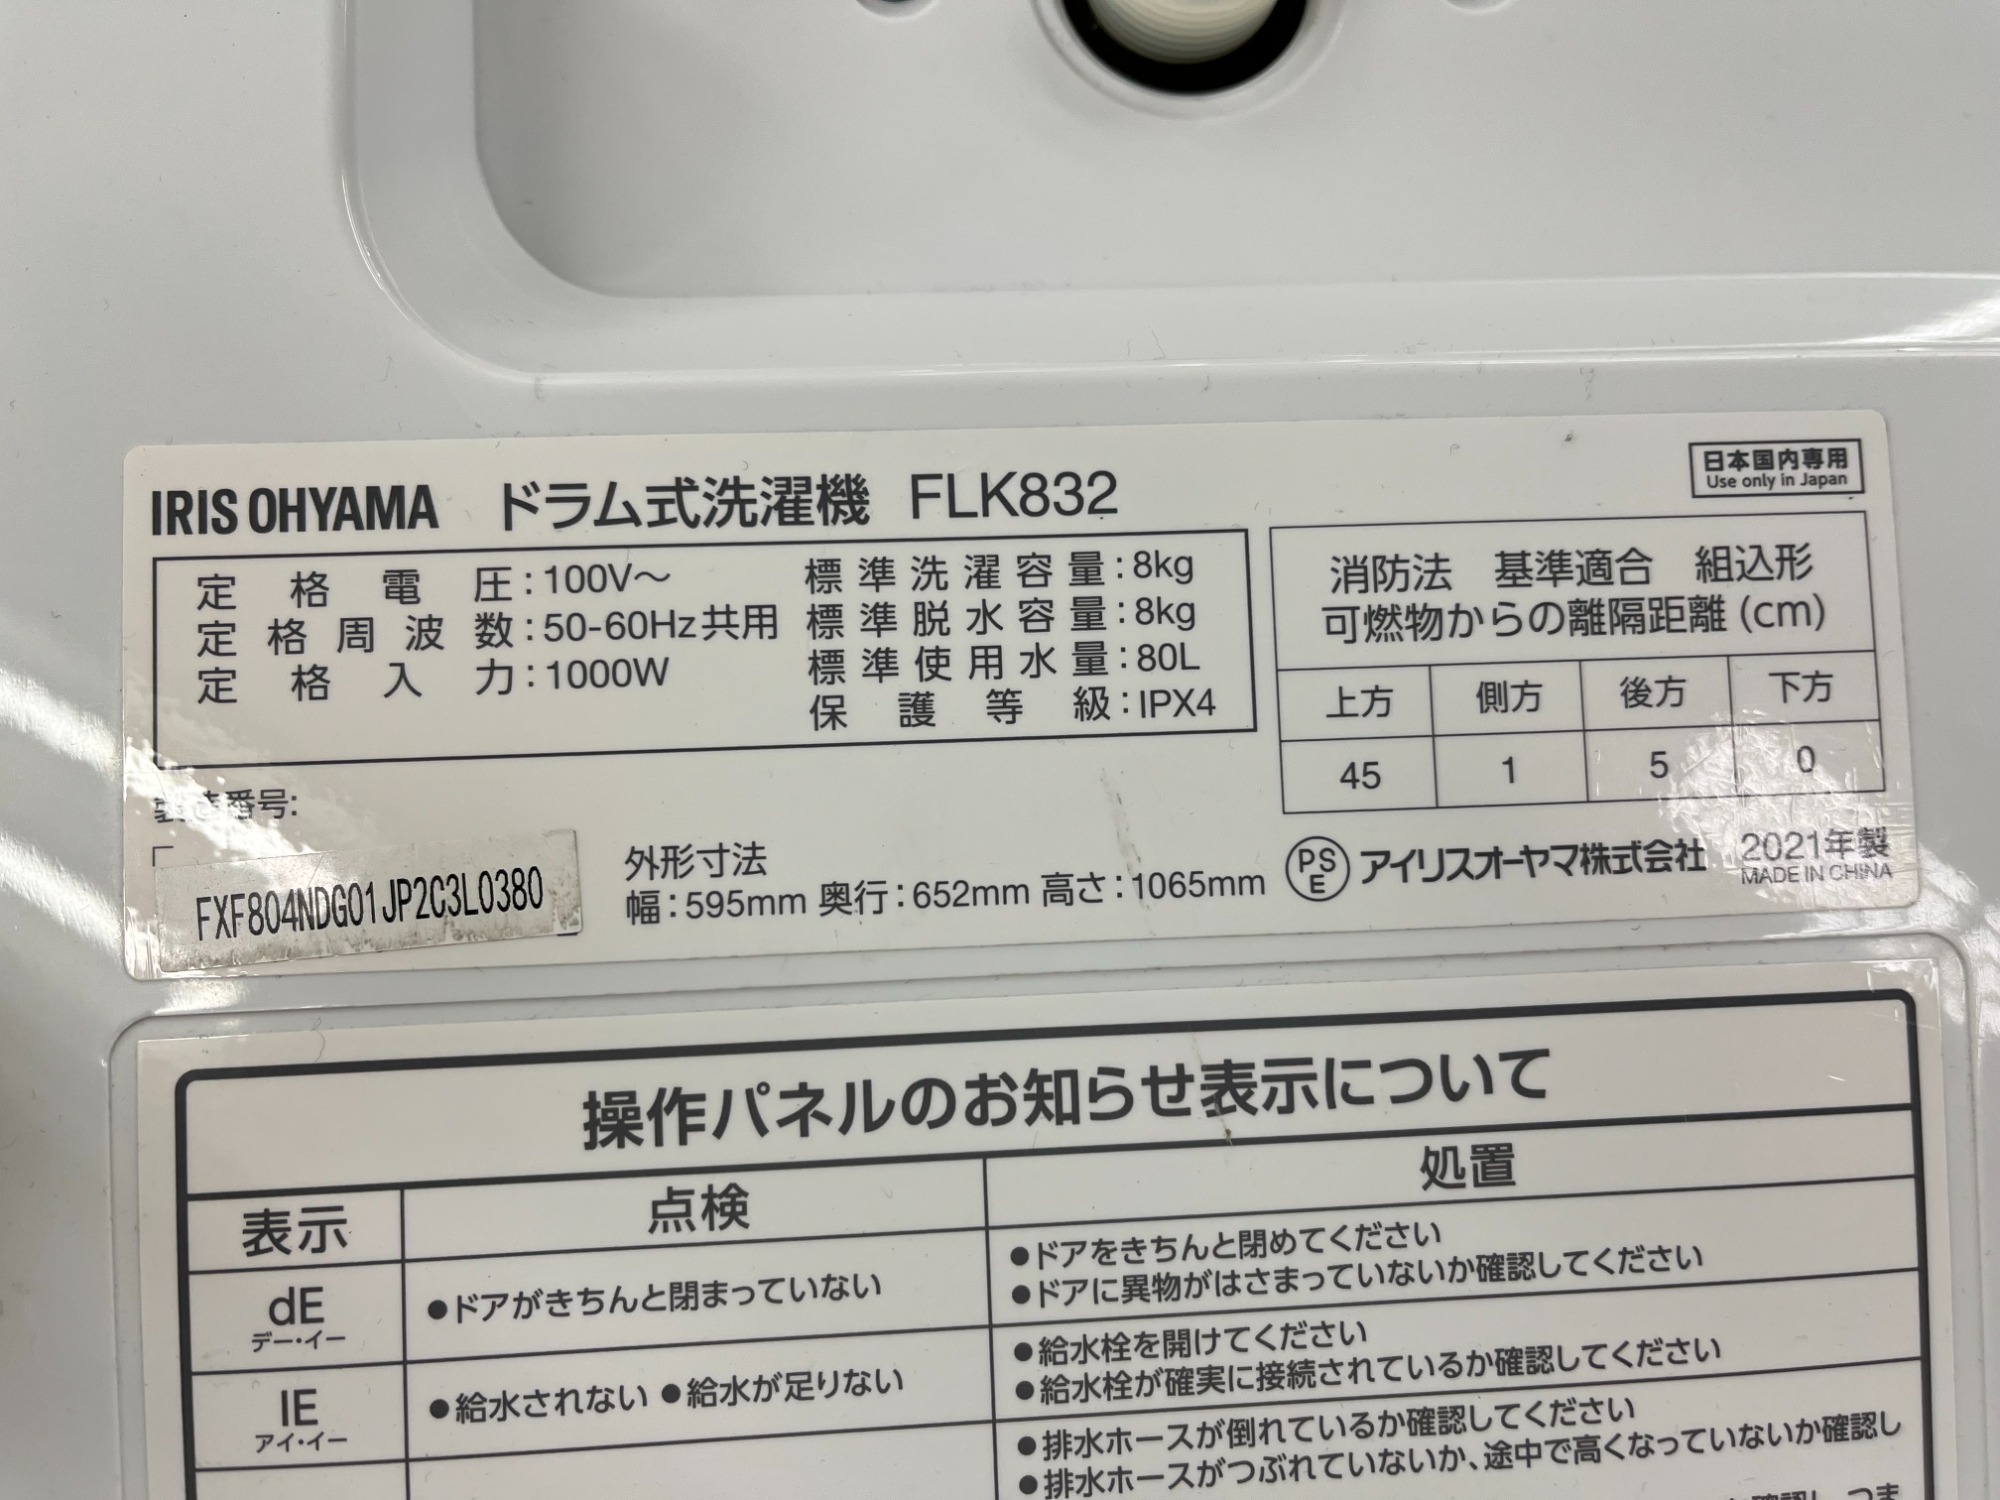 IRIS OHYAMA ドラム式洗濯機 FLK832
日本国内専用
Use only in Japan
定格電圧:100V～
定格周波数:50-60Hz共用
定格入力:1000W
標準洗濯容量:8kg
標準脱水容量:8kg
標準使用水量:80L
保護等級:IPX4
消防法 基準適合 組込形
可燃物からの離隔距離(cm)
上方 側方 後方 下方
45 1 5 0
製造番号:
FXF804NDG01JP2C3L0380
外形寸法
幅:595mm 奥行:652mm 高さ:1065mm
PS
E
アイリスオーヤマ株式会社
2021年製
MADE IN CHINA
操作パネルのお知らせ表示について
表示 点検 処置
dE
デー・イー
●ドアがきちんと閉まっていない
●ドアをきちんと閉めてください
●ドアに異物がはさまっていないか確認してください
IE
アイ・イー
●給水されない ●給水が足りない
●給水栓を開けてください
●給水栓が確実に接続されているか確認してください
●排水ホースが倒れているか確認してください
●排水ホースがつぶれていないか、途中で高くなっていないか確認し